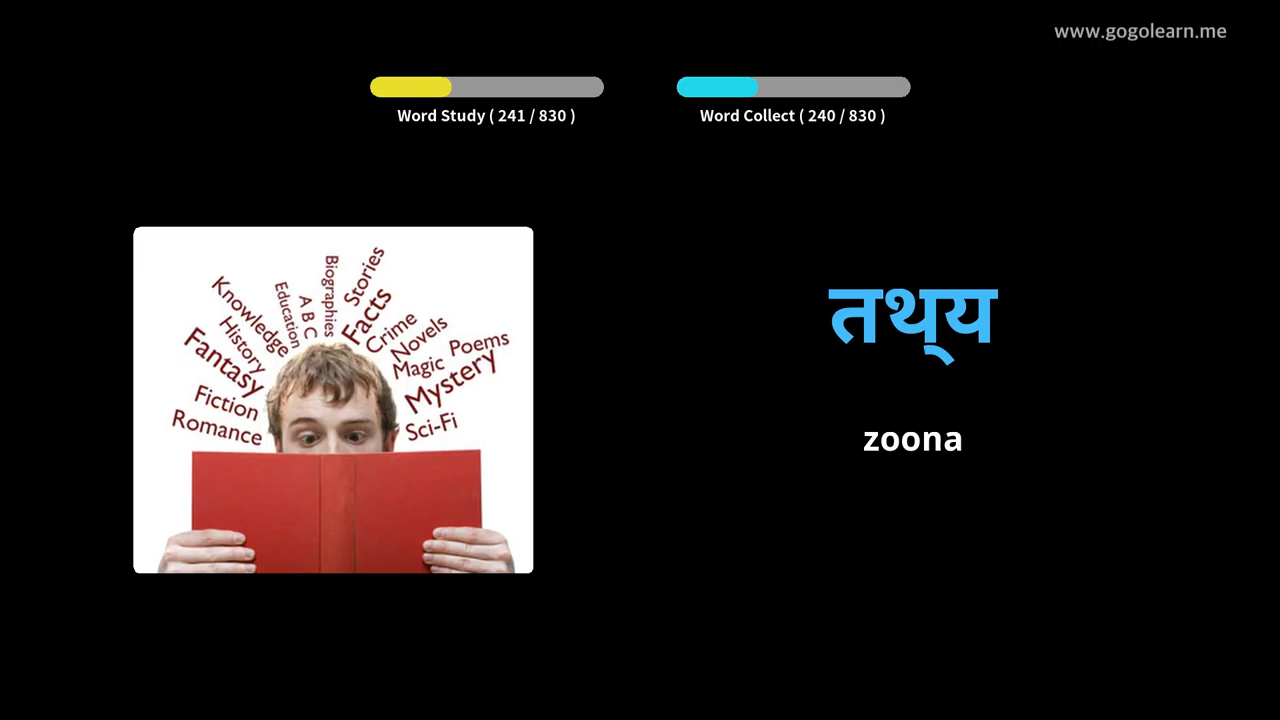 www.gogolearn.me
Word Study ( 241 / 830 )
Word Collect ( 240 / 830 )
Biographies
Stories
Education
A B C
Facts
Knowledge
Crime
History
Novels
Fantasy
Magic
Poems
Mystery
Fiction
Romance
Sci-Fi
तथ्‌य
zoona